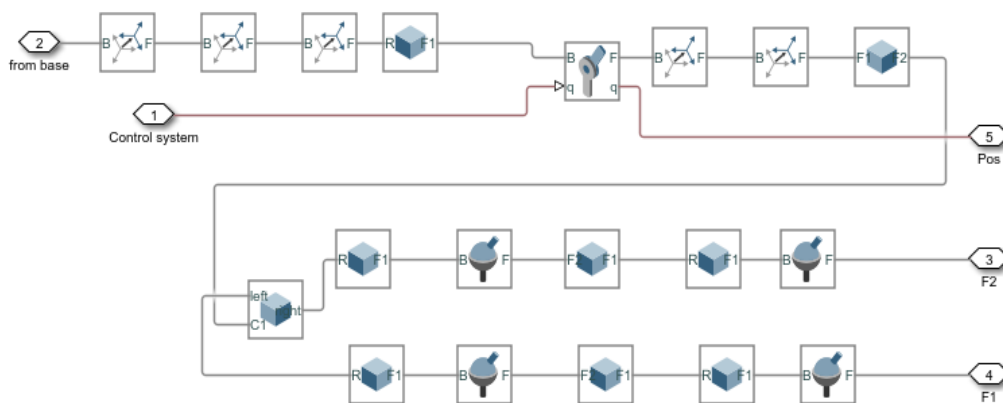 2
from base
B F
B F
B F
R F1
B F
q q
B F
B F
F1 F2
1
Control system
5
Pos
R F1
B F
F2 F1
R F1
B F
3
F2
left
right
C1
R F1
B F
F2 F1
R F1
B F
4
F1